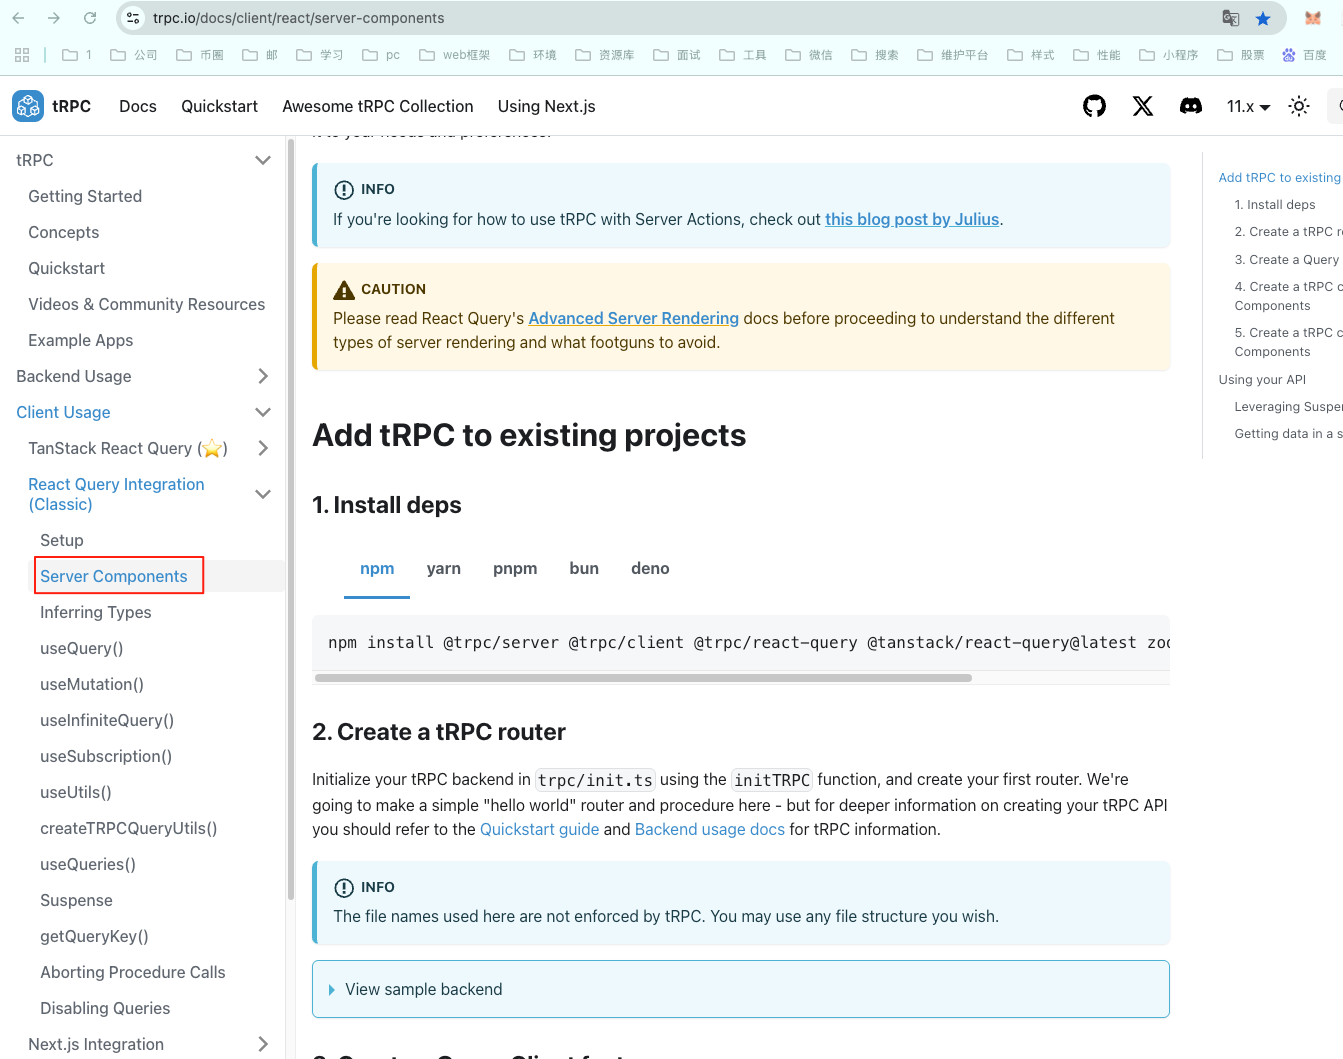 trpc.io/docs/client/react/server-components
1 公司 币圈 邮 学习 pc web框架 环境 资源库 面试 工具 微信 搜索 维护平台 样式 性能 小程序 股票 百度
tRPC Docs Quickstart Awesome tRPC Collection Using Next.js 11.x
tRPC
Getting Started
Concepts
Quickstart
Videos & Community Resources
Example Apps
Backend Usage
Client Usage
TanStack React Query (⭐)
React Query Integration
(Classic)
Setup
Server Components
Inferring Types
useQuery()
useMutation()
useInfiniteQuery()
useSubscription()
useUtils()
createTRPCQueryUtils()
useQueries()
Suspense
getQueryKey()
Aborting Procedure Calls
Disabling Queries
Next.js Integration
it to your needs and preferences.
INFO
If you're looking for how to use tRPC with Server Actions, check out this blog post by Julius.
CAUTION
Please read React Query's Advanced Server Rendering docs before proceeding to understand the different
types of server rendering and what footguns to avoid.
Add tRPC to existing projects
1. Install deps
npm yarn pnpm bun deno
npm install @trpc/server @trpc/client @trpc/react-query @tanstack/react-query@latest
2. Create a tRPC router
Initialize your tRPC backend in trpc/init.ts using the initTRPC function, and create your first router. We're
going to make a simple "hello world" router and procedure here - but for deeper information on creating your tRPC API
you should refer to the Quickstart guide and Backend usage docs for tRPC information.
INFO
The file names used here are not enforced by tRPC. You may use any file structure you wish.
View sample backend
Add tRPC to existing
1. Install deps
2. Create a tRPC
3. Create a Query
4. Create a tRPC
Components
5. Create a tRPC
Components
Using your API
Leveraging
Getting data in a